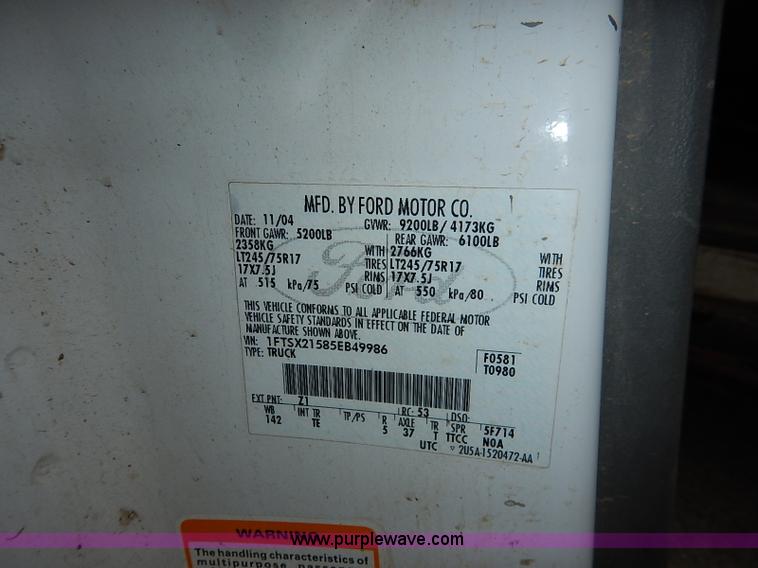 MFD. BY FORD MOTOR CO.
DATE: 11/04 GVWR: 9200LB/ 4173KG
FRONT GAWR: 5200LB REAR GAWR: 6100LB
2358KG WITH 2766KG WITH
LT245/75R17 TIRES LT245/75R17 TIRES
17X7.5J RIMS 17X7.5J RIMS
AT 515 kPa/75 PSI COLD AT 550 kPa/80 PSI COLD
THIS VEHICLE CONFORMS TO ALL APPLICABLE FEDERAL MOTOR
VEHICLE SAFETY STANDARDS IN EFFECT ON THE DATE OF
MANUFACTURE SHOWN ABOVE.
VIN: 1FTSX21585EB49986 F0581
TYPE: TRUCK T0980
EXT PNT: Z1 RC: 53 DSO:
WB INT TR TP/PS R AXLE TR SPR 5F714
142 TE 5 37 T TTCC N0A
UTC ▿ 2U5A-1520472-AA
Ford
WARNING
The handling characteristics of
multipurpose
www.purplewave.com